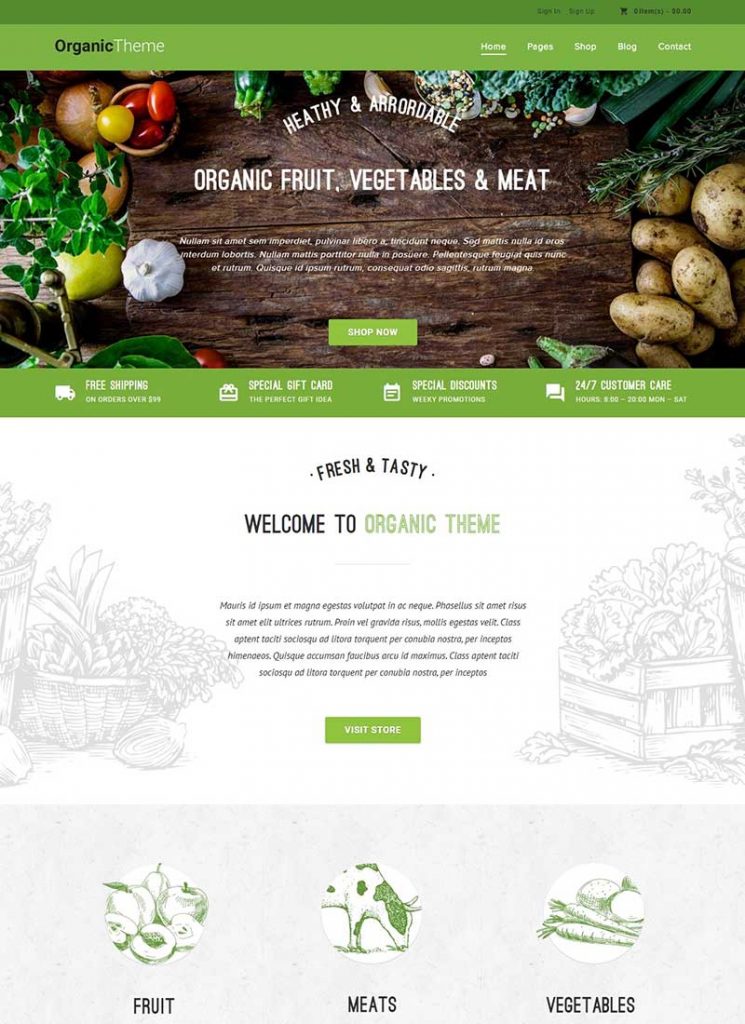 Sign In Sign Up 0 item(s) - $0.00
OrganicTheme Home Pages Shop Blog Contact
HEATHY & ARRORDABLE
ORGANIC FRUIT, VEGETABLES & MEAT
Nullam sit amet sem imperdiet, pulvinar libero a, tincidunt neque. Sed mattis nulla id eros
interdum lobortis. Nullam mattis porttitor nulla in posuere. Pellentesque feugiat quis nunc
et rutrum. Quisque id ipsum rutrum, consequat odio sagittis, rutrum magna.
SHOP NOW
FREE SHIPPING
ON ORDERS OVER $99
SPECIAL GIFT CARD
THE PERFECT GIFT IDEA
SPECIAL DISCOUNTS
WEEKY PROMOTIONS
24/7 CUSTOMER CARE
HOURS: 8:00 – 20:00 MON – SAT
· FRESH & TASTY ·
WELCOME TO ORGANIC THEME
Mauris id ipsum et magna egestas volutpat in ac neque. Phasellus sit amet risus
sit amet elit ultrices rutrum. Proin vel gravida risus, mollis egestas velit. Class
aptent taciti sociosqu ad litora torquent per conubia nostra, per inceptos
himenaeos. Quisque accumsan faucibus arcu id maximus. Class aptent taciti
sociosqu ad litora torquent per conubia nostra, per inceptos
VISIT STORE
FRUIT MEATS VEGETABLES